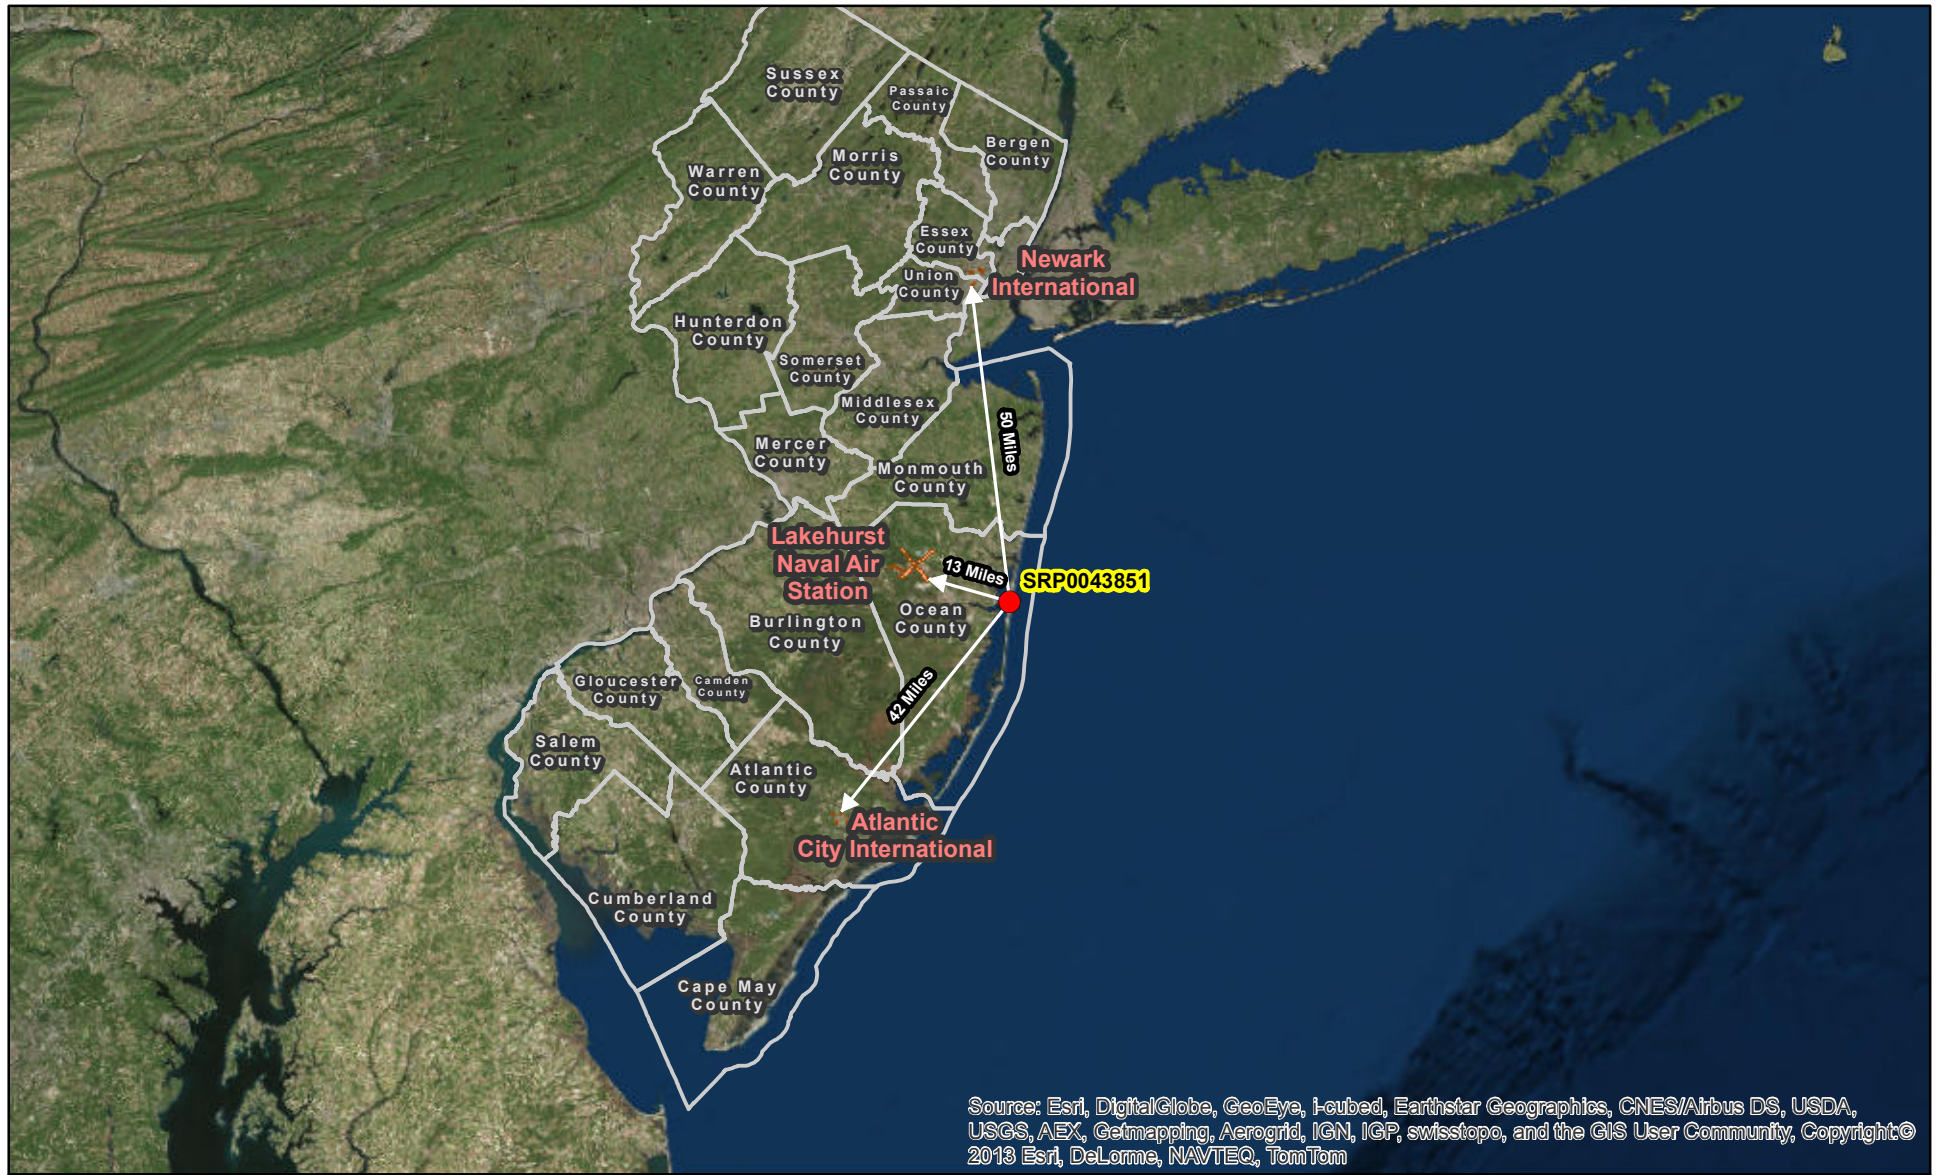 Sussex
County
Passaic
County
Bergen
County
Morris
County
Warren
County
Essex
County
Newark
International
Union
County
Hunterdon
County
Somerset
County
Middlesex
County
50 Miles
Mercer
County
Monmouth
County
Lakehurst
Naval Air
Station
13 Miles
SRP0043851
Ocean
County
Burlington
County
Gloucester
County
Camden
County
42 Miles
Salem
County
Atlantic
County
Atlantic
City International
Cumberland
County
Cape May
County
Source: Esri, DigitalGlobe, GeoEye, i-cubed, Earthstar Geographics, CNES/Airbus DS, USDA,
USGS, AEX, Getmapping, Aerogrid, IGN, IGP, swisstopo, and the GIS User Community, Copyright:©
2013 Esri, DeLorme, NAVTEQ, TomTom